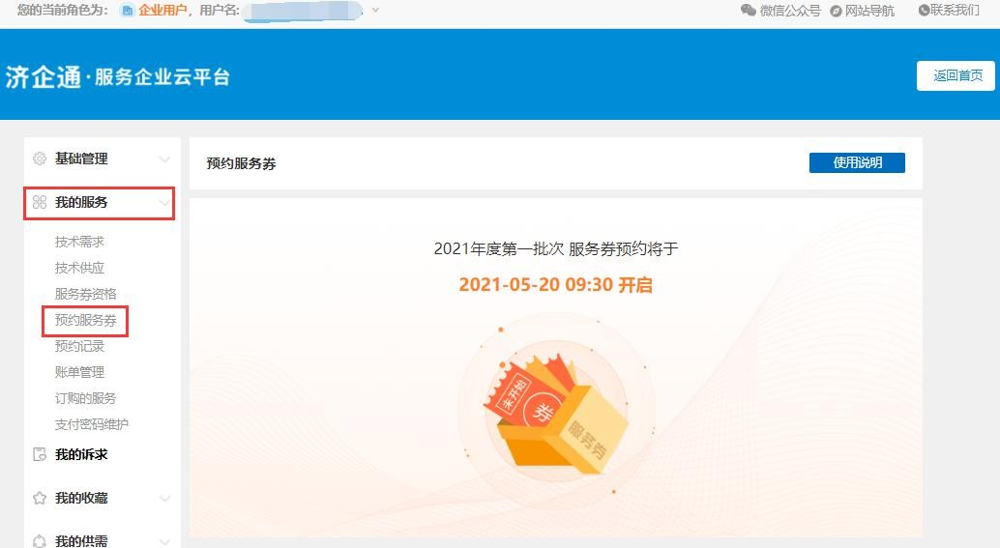 您的当前角色为： 企业用户，用户名：
微信公众号 网站导航 联系我们
济企通·服务企业云平台
返回首页
基础管理
我的服务
技术需求
技术供应
服务券资格
预约服务券
预约记录
账单管理
订购的服务
支付密码维护
我的诉求
我的收藏
我的供需
预约服务券
使用说明
2021年度第一批次 服务券预约将于
2021-05-20 09:30 开启
未开始
券
服务券